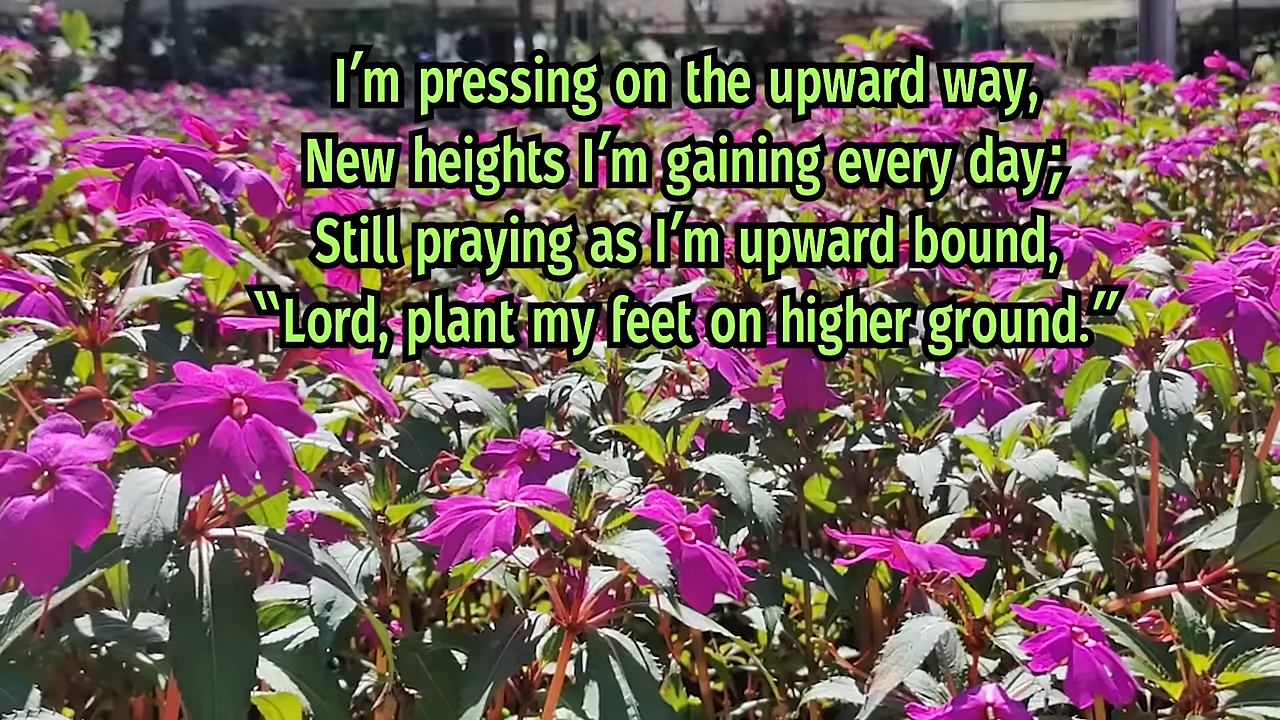 I’m pressing on the upward way,
New heights I’m gaining every day;
Still praying as I’m upward bound,
“Lord, plant my feet on higher ground.”